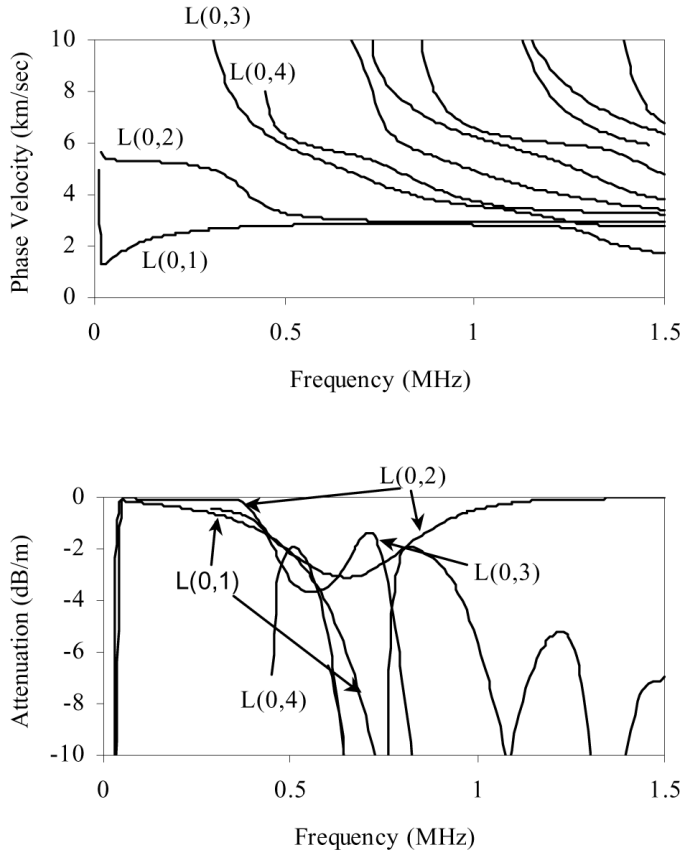 L(0,3)
10
8
6
4
2
0
Phase Velocity (km/sec)
L(0,4)
L(0,2)
L(0,1)
0
0.5
1
1.5
Frequency (MHz)
L(0,2)
0
-2
-4
-6
-8
-10
Attenuation (dB/m)
L(0,1)
L(0,3)
L(0,4)
0
0.5
1
1.5
Frequency (MHz)